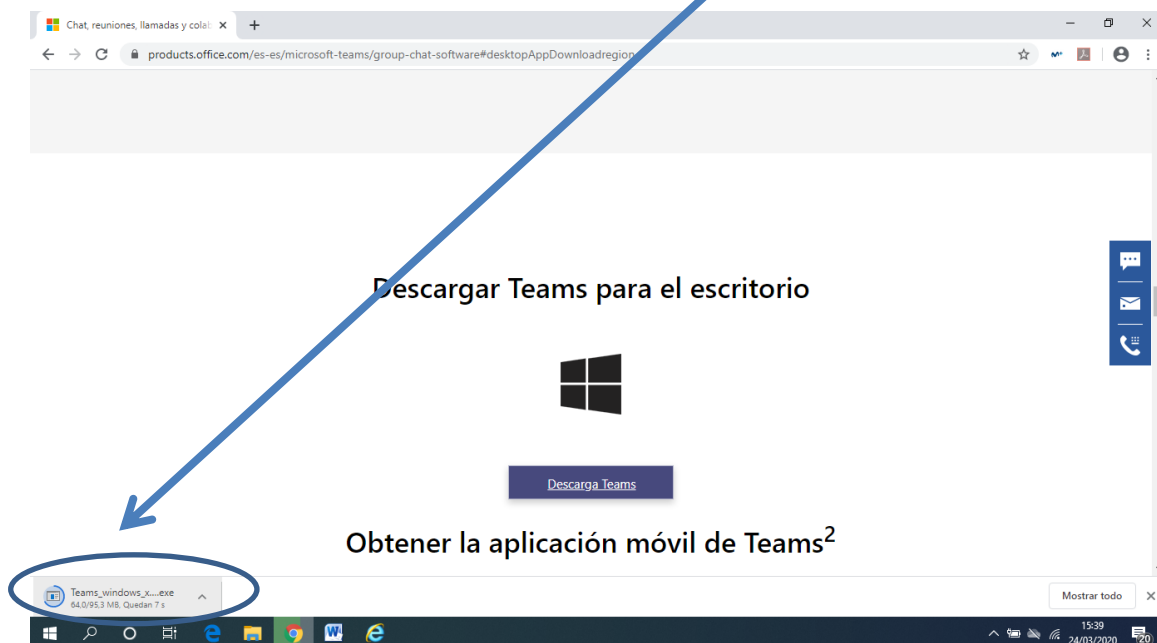 Chat, reuniones, llamadas y colab
products.office.com/es-es/microsoft-teams/group-chat-software#desktopAppDownloadregion
Descargar Teams para el escritorio
Descarga Teams
Obtener la aplicación móvil de Teams2
Teams_windows_x....exe
64,0/95,3 MB, Quedan 7 s
Mostrar todo
15:39
24/03/2020
20